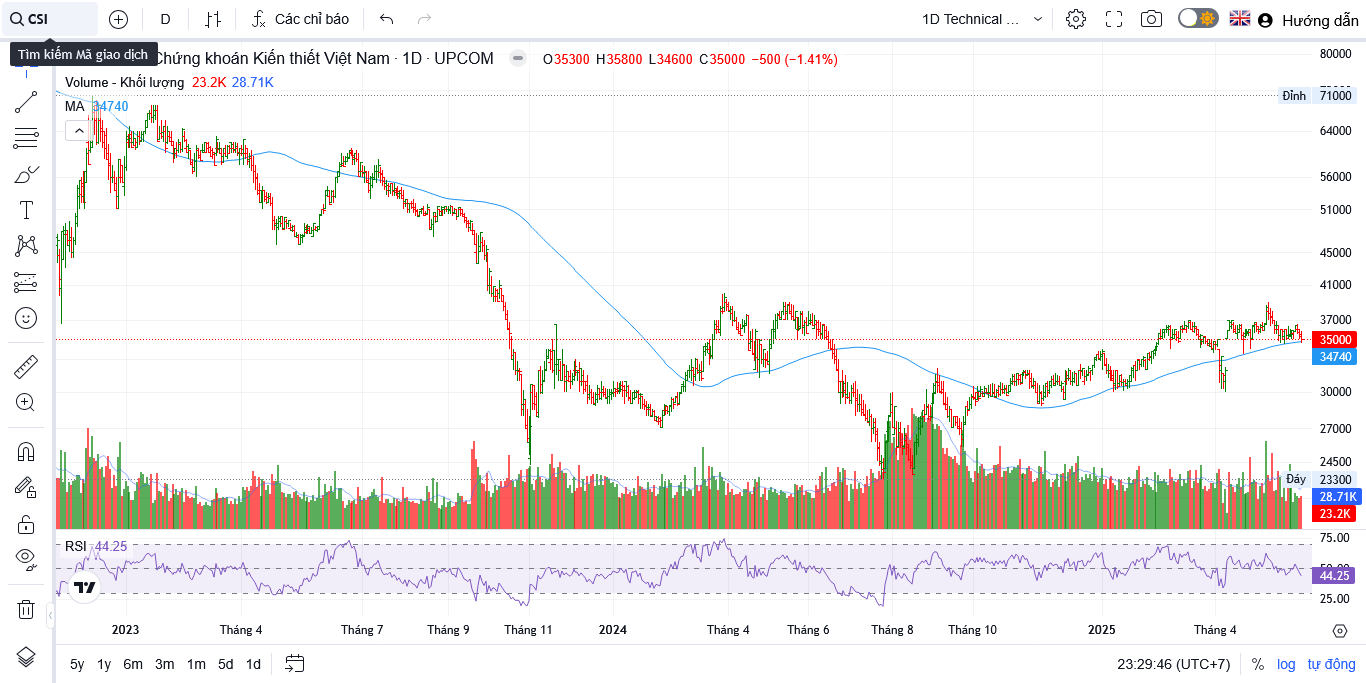 CSI D Các chỉ báo 1D Technical ... Hướng dẫn
Tìm kiếm Mã giao dịch
Chứng khoán Kiến thiết Việt Nam · 1D · UPCOM O35300 H35800 L34600 C35000 −500 (−1.41%)
Volume - Khối lượng 23.2K 28.71K
MA 34740
80000
Đỉnh 71000
64000
56000
51000
45000
41000
37000
35000
34740
30000
27000
24500
Đáy 23300
28.71K
23.2K
RSI 44.25
75.00
50.00
44.25
25.00
2023 Tháng 4 Tháng 7 Tháng 9 Tháng 11 2024 Tháng 4 Tháng 6 Tháng 8 Tháng 10 2025 Tháng 4
5y 1y 6m 3m 1m 5d 1d 23:29:46 (UTC+7) % log tự động